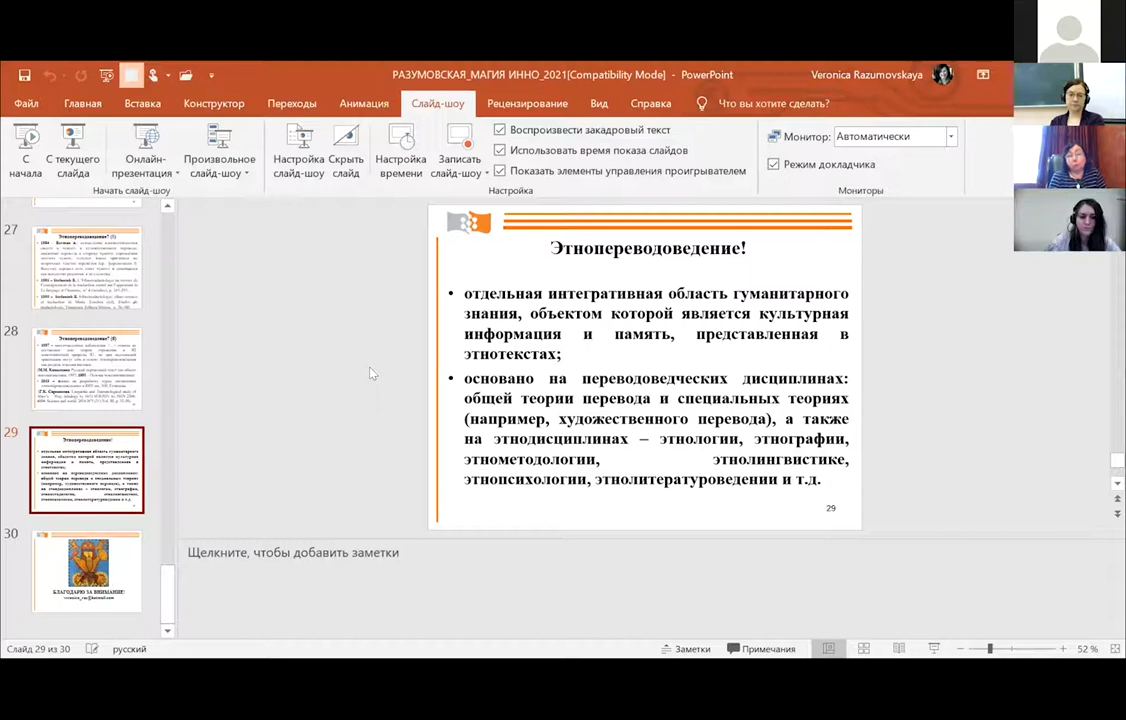 РАЗУМОВСКАЯ_МАГИЯ ИННО_2021[Compatibility Mode] - PowerPoint
Veronica Razumovskaya
Файл Главная Вставка Конструктор Переходы Анимация Слайд-шоу Рецензирование Вид Справка Что вы хотите сделать?
С начала
С текущего слайда
Онлайн-презентация
Произвольное слайд-шоу
Начать слайд-шоу
Настройка слайд-шоу
Скрыть слайд
Настройка времени
Записать слайд-шоу
Воспроизвести закадровый текст
Использовать время показа слайдов
Показать элементы управления проигрывателем
Настройка
Монитор: Автоматически
Режим докладчика
Мониторы
27
28
29
Этнопереводоведение!
30
БЛАГОДАРЮ ЗА ВНИМАНИЕ!
Этнопереводоведение!
• отдельная интегративная область гуманитарного
знания, объектом которой является культурная
информация и память, представленная в
этнотекстах;
• основано на переводоведческих дисциплинах:
общей теории перевода и специальных теориях
(например, художественного перевода), а также
на этнодисциплинах – этнологии, этнографии,
этнометодологии, этнолингвистике,
этнопсихологии, этнолитературоведении и т.д.
29
Щелкните, чтобы добавить заметки
Слайд 29 из 30 русский Заметки Примечания 52 %